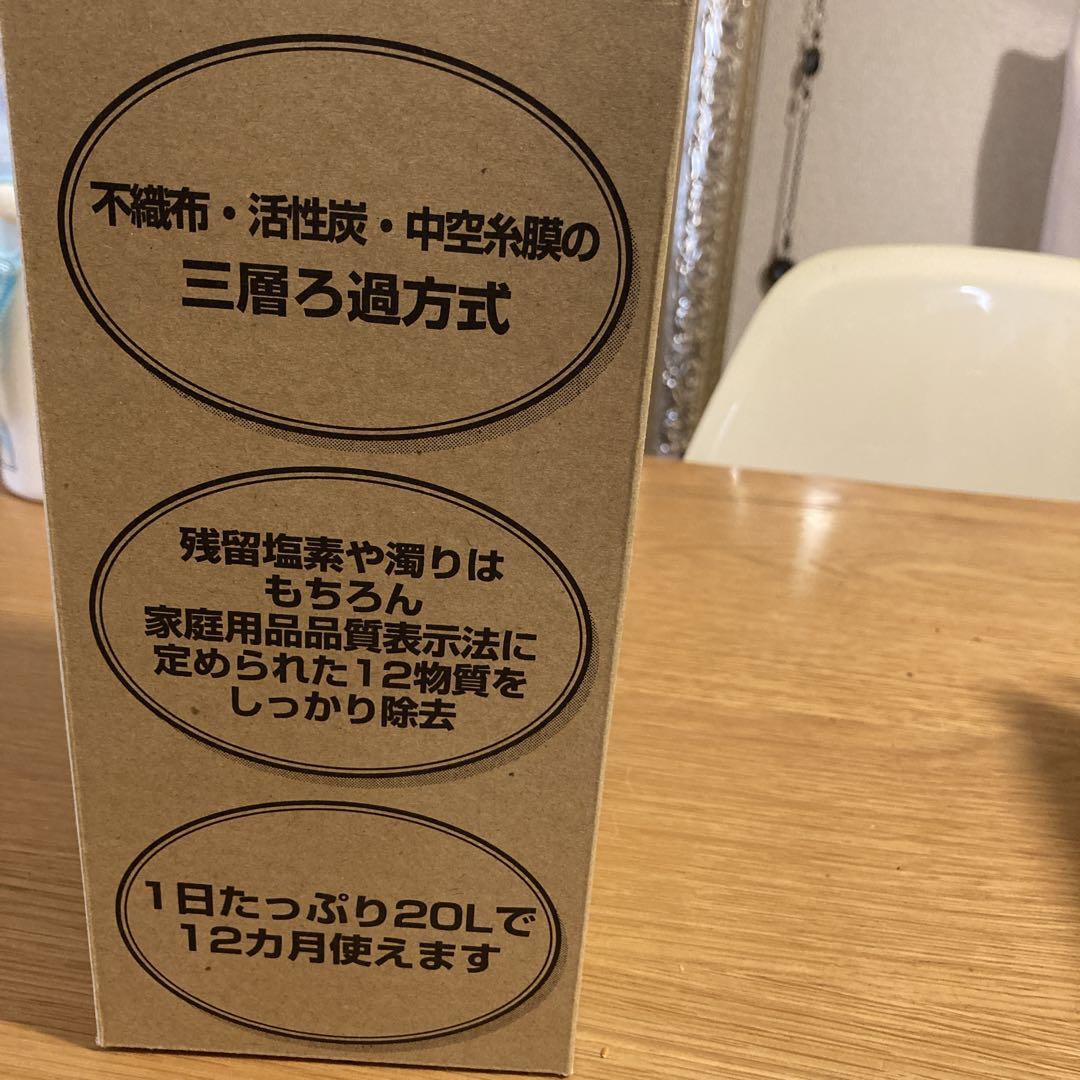 不織布・活性炭・中空糸膜の
三層ろ過方式
残留塩素や濁りは
もちろん
家庭用品品質表示法に
定められた12物質を
しっかり除去
1日たっぷり20Lで
12カ月使えます